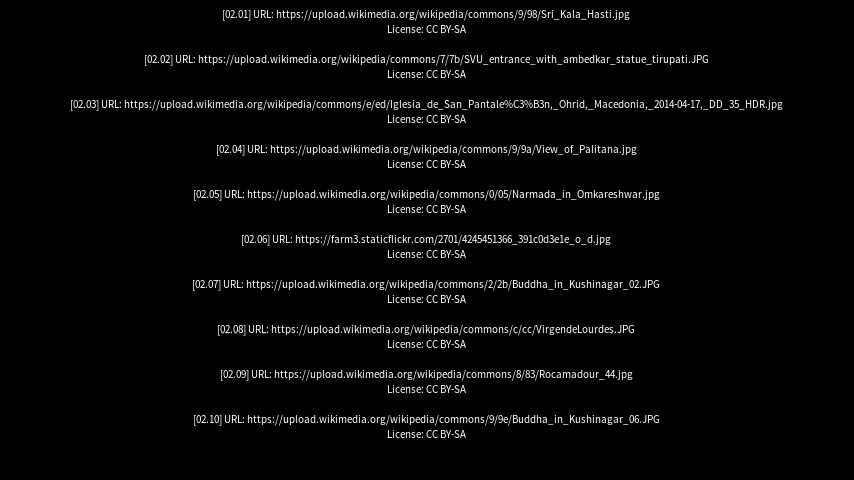 [02.01] URL: https://upload.wikimedia.org/wikipedia/commons/9/98/Sri_Kala_Hasti.jpg
License: CC BY-SA
[02.02] URL: https://upload.wikimedia.org/wikipedia/commons/7/7b/SVU_entrance_with_ambedkar_statue_tirupati.JPG
License: CC BY-SA
[02.03] URL: https://upload.wikimedia.org/wikipedia/commons/e/ed/Iglesia_de_San_Pantale%C3%B3n,_Ohrid,_Macedonia,_2014-04-17,_DD_35_HDR.jpg
License: CC BY-SA
[02.04] URL: https://upload.wikimedia.org/wikipedia/commons/9/9a/View_of_Palitana.jpg
License: CC BY-SA
[02.05] URL: https://upload.wikimedia.org/wikipedia/commons/0/05/Narmada_in_Omkareshwar.jpg
License: CC BY-SA
[02.06] URL: https://farm3.staticflickr.com/2701/4245451366_391c0d3e1e_o_d.jpg
License: CC BY-SA
[02.07] URL: https://upload.wikimedia.org/wikipedia/commons/2/2b/Buddha_in_Kushinagar_02.JPG
License: CC BY-SA
[02.08] URL: https://upload.wikimedia.org/wikipedia/commons/c/cc/VirgendeLourdes.JPG
License: CC BY-SA
[02.09] URL: https://upload.wikimedia.org/wikipedia/commons/8/83/Rocamadour_44.jpg
License: CC BY-SA
[02.10] URL: https://upload.wikimedia.org/wikipedia/commons/9/9e/Buddha_in_Kushinagar_06.JPG
License: CC BY-SA